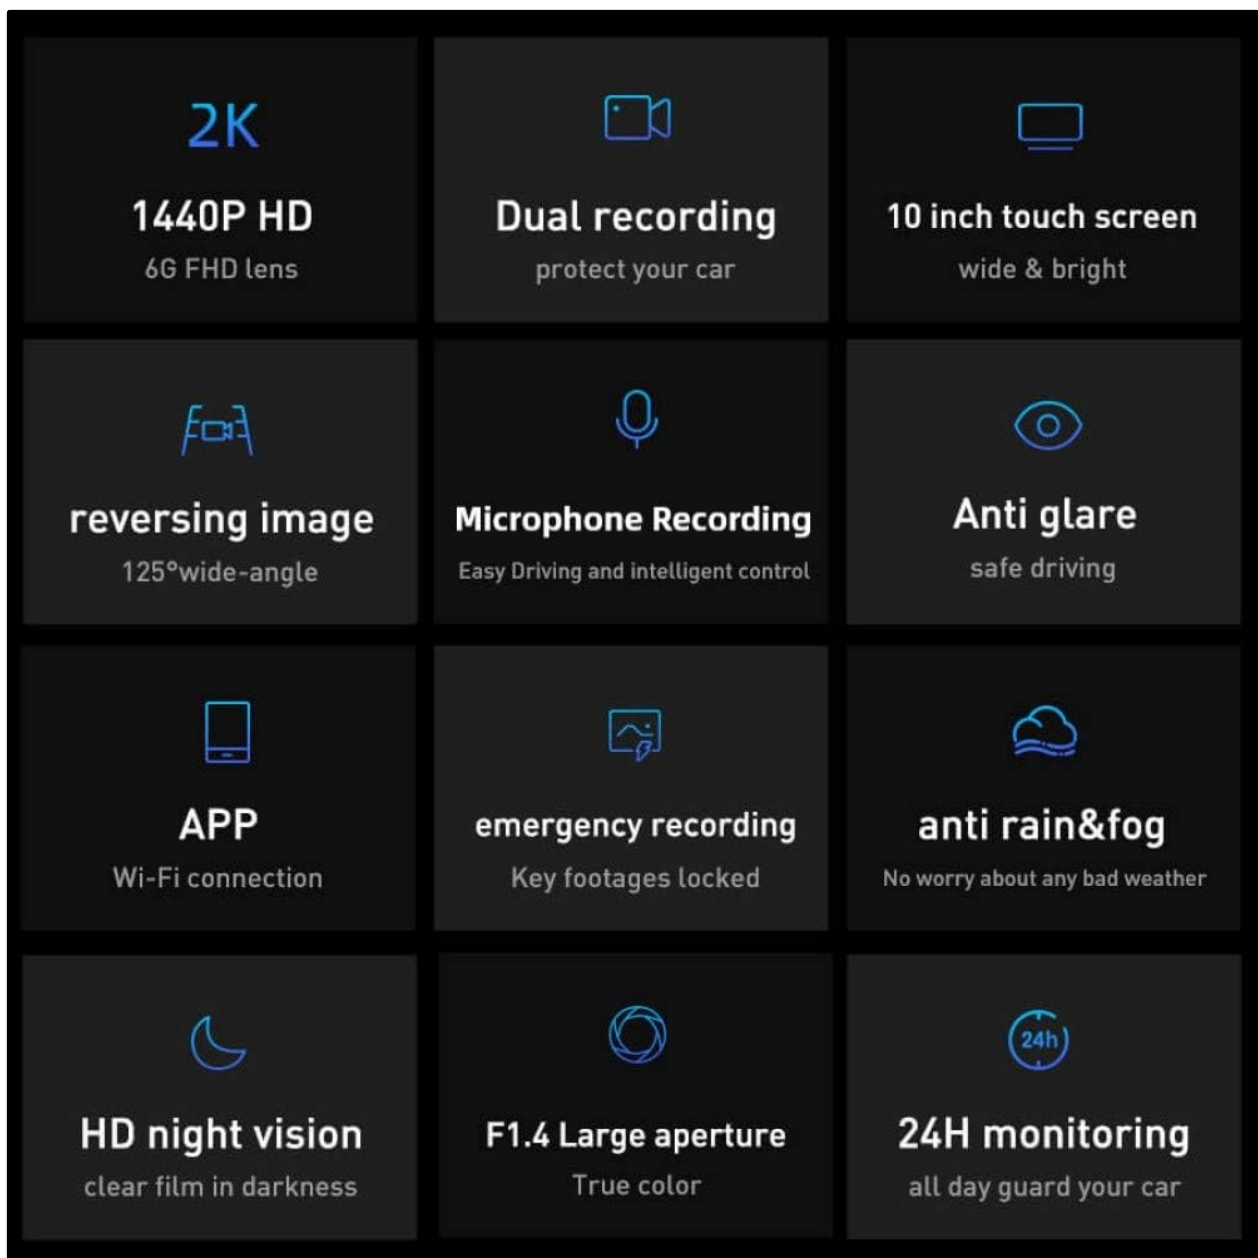 2K
1440P HD
6G FHD lens
Dual recording
protect your car
10 inch touch screen
wide & bright
reversing image
125°wide-angle
Microphone Recording
Easy Driving and intelligent control
Anti glare
safe driving
APP
Wi-Fi connection
emergency recording
Key footages locked
anti rain&fog
No worry about any bad weather
HD night vision
clear film in darkness
F1.4 Large aperture
True color
24h
24H monitoring
all day guard your car